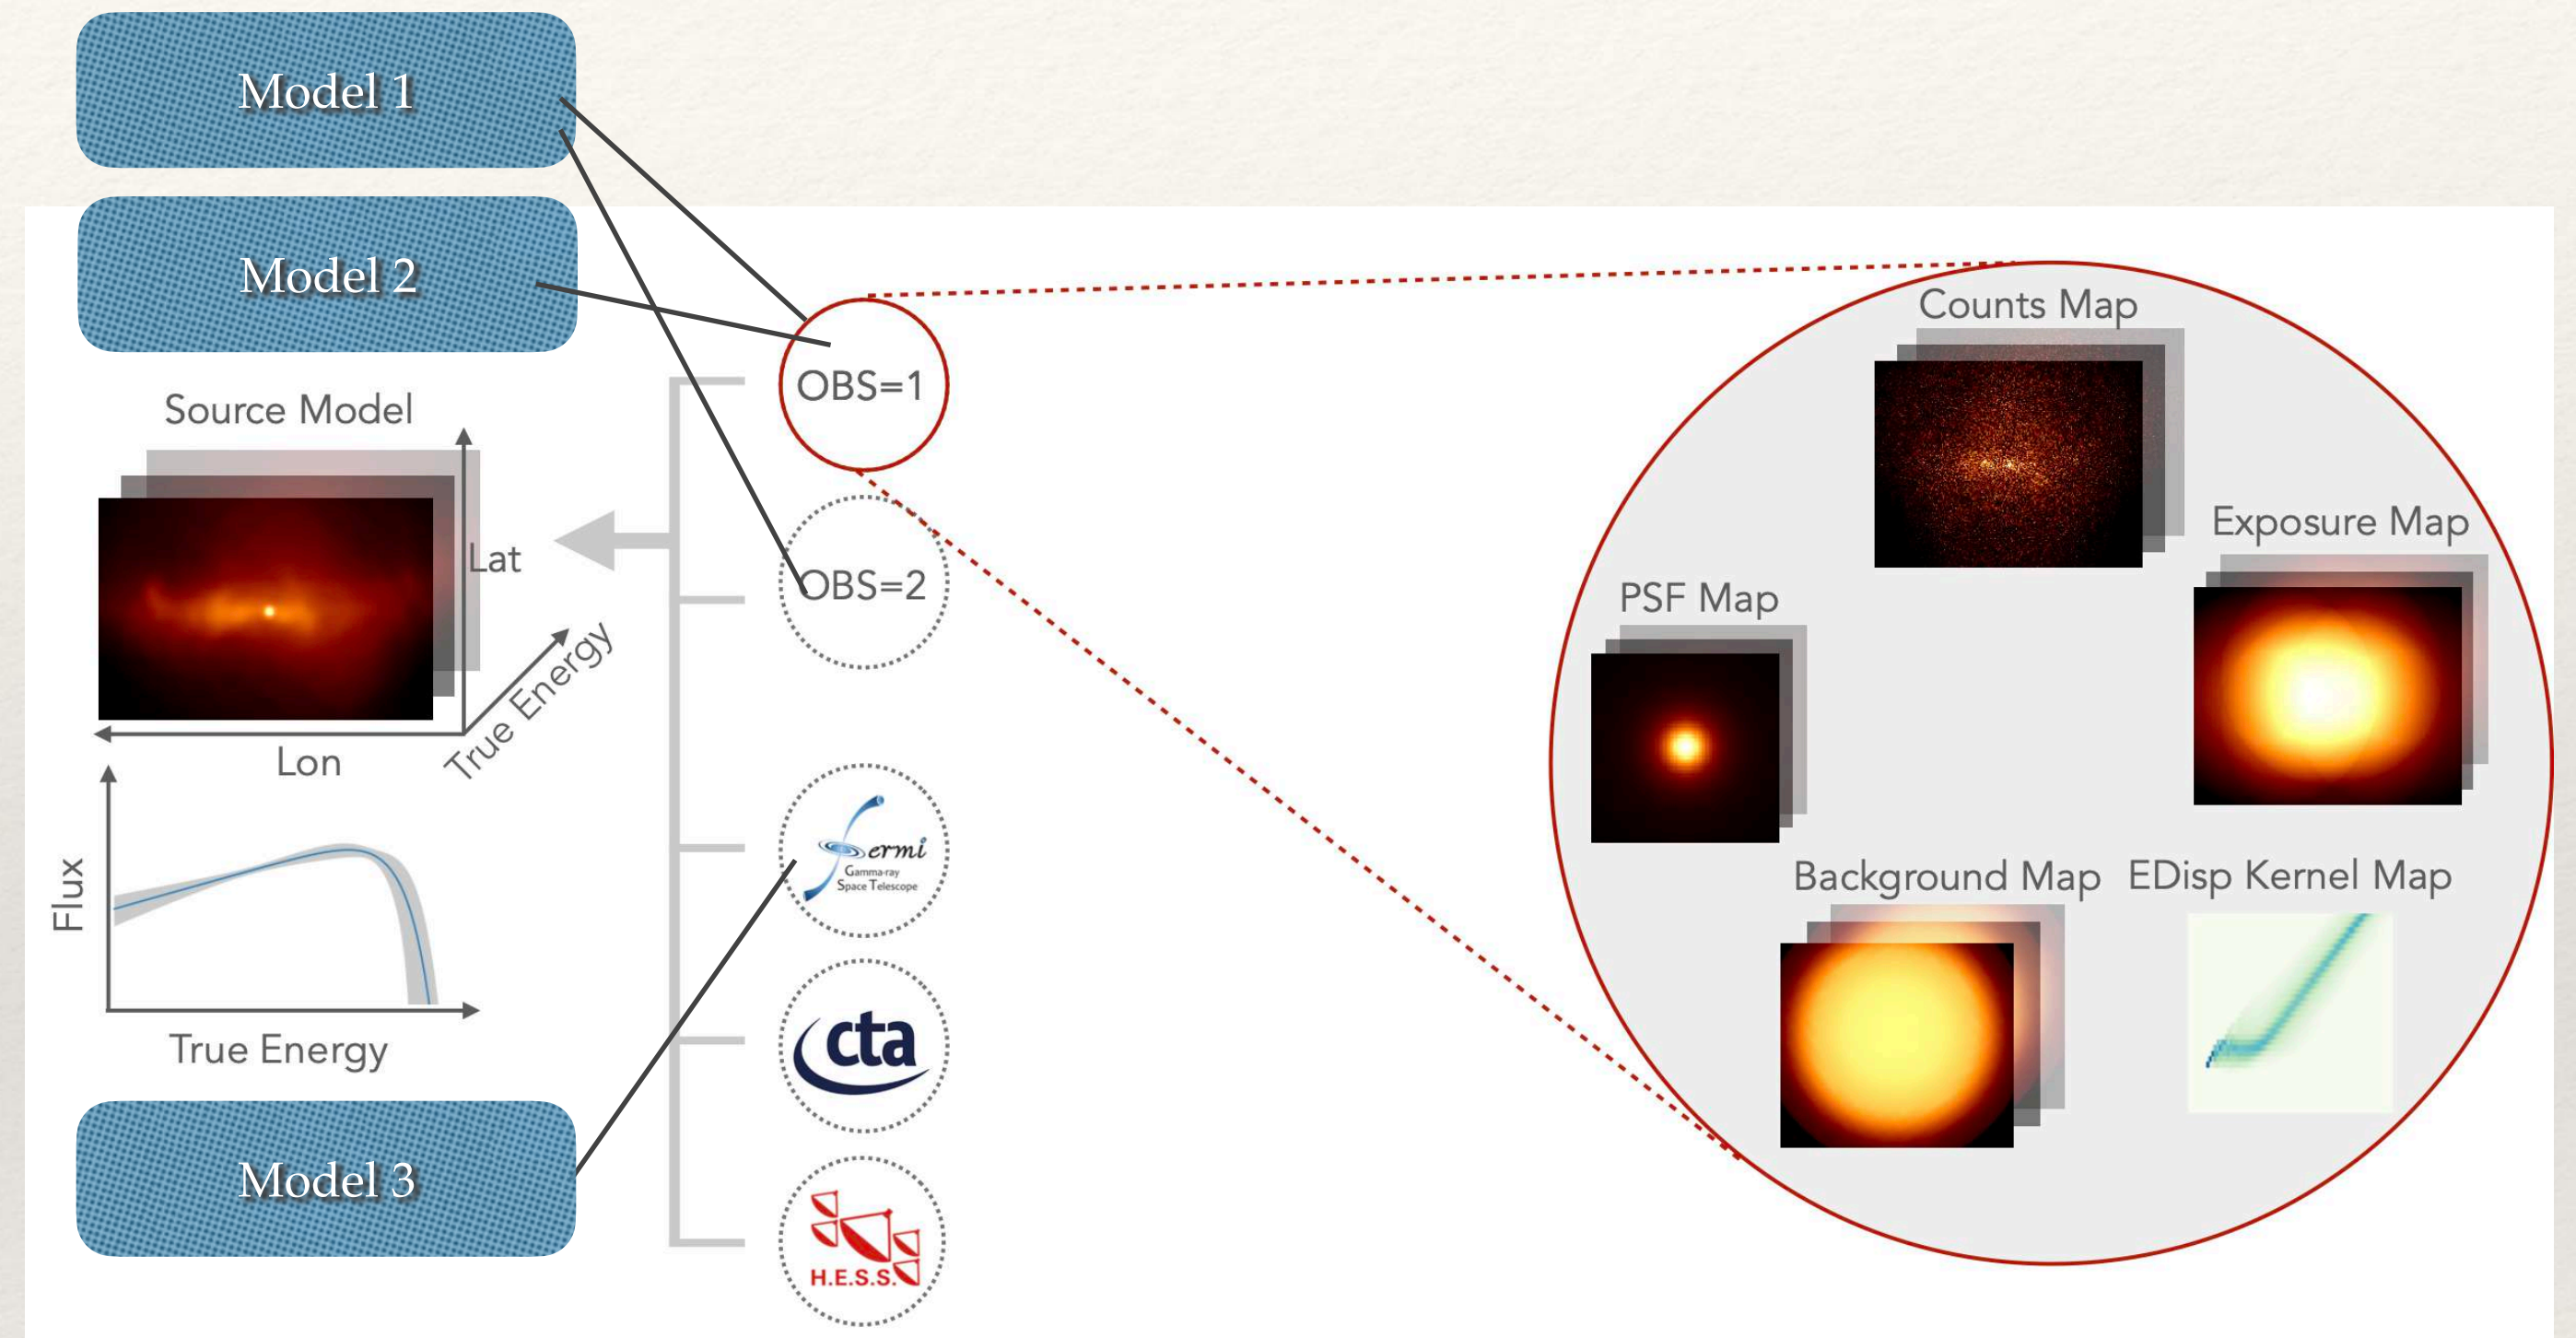 Model 1
Model 2
Source Model
Lat
Lon
True Energy
Flux
True Energy
Model 3
OBS=1
OBS=2
ermi
Gamma-ray
Space Telescope
cta
H.E.S.S.
Counts Map
Exposure Map
PSF Map
Background Map
EDisp Kernel Map